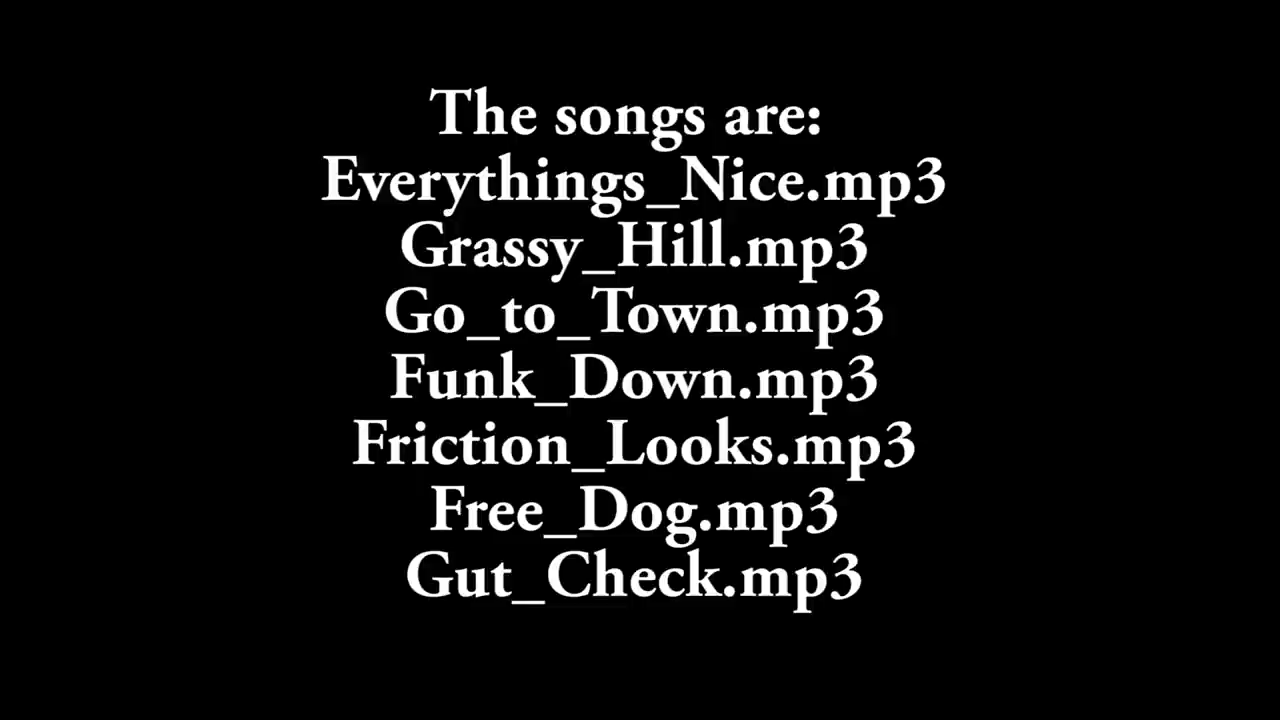 The songs are:
Everythings_Nice.mp3
Grassy_Hill.mp3
Go_to_Town.mp3
Funk_Down.mp3
Friction_Looks.mp3
Free_Dog.mp3
Gut_Check.mp3